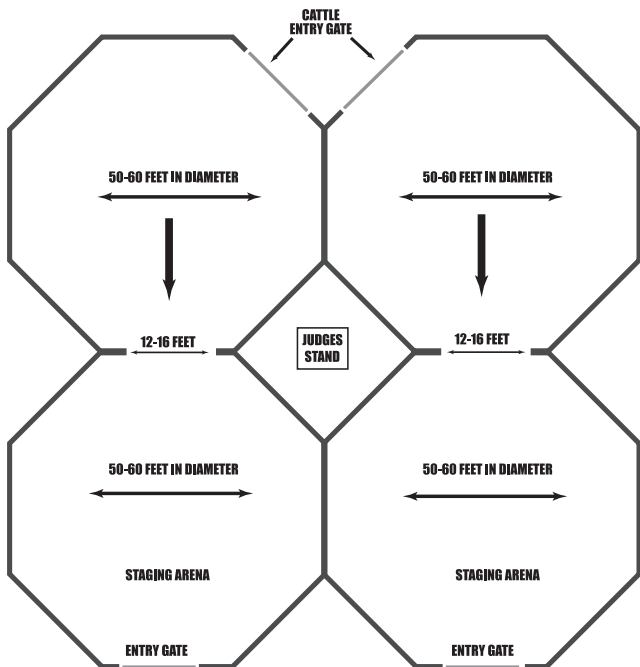 CATTLE
ENTRY GATE
50-60 FEET IN DIAMETER
50-60 FEET IN DIAMETER
12-16 FEET
JUDGES
STAND
12-16 FEET
50-60 FEET IN DIAMETER
50-60 FEET IN DIAMETER
STAGING ARENA
STAGING ARENA
ENTRY GATE
ENTRY GATE